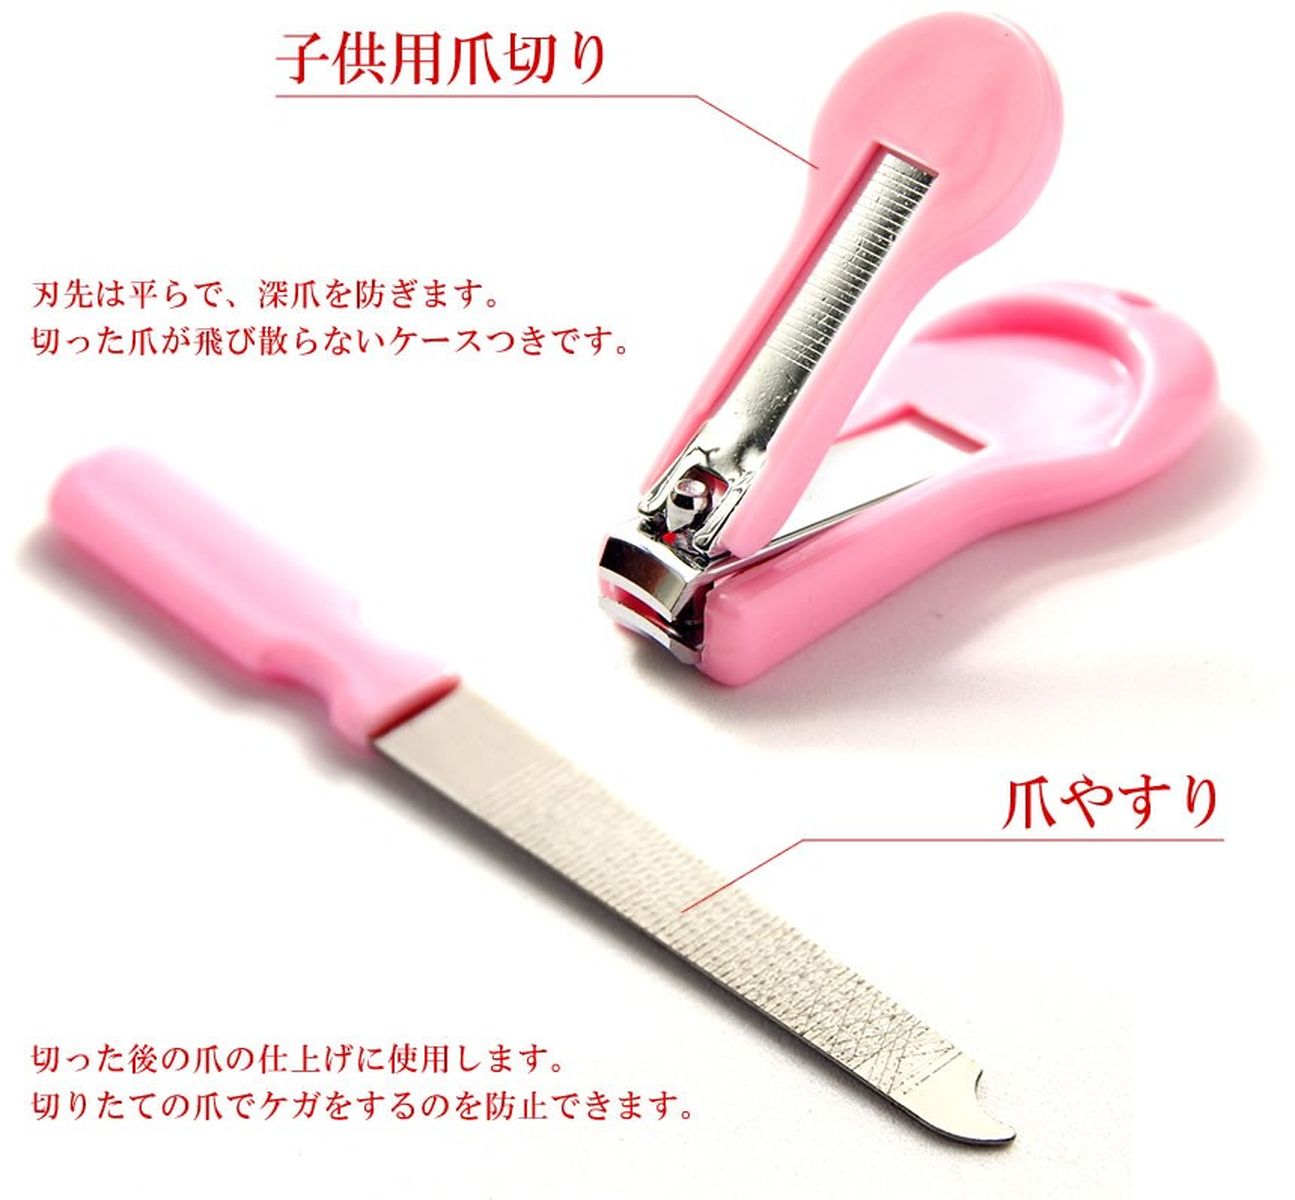 子供用爪切り
刃先は平らで、深爪を防ぎます。
切った爪が飛び散らないケースつきです。
爪やすり
切った後の爪の仕上げに使用します。
切りたての爪でケガをするのを防止できます。